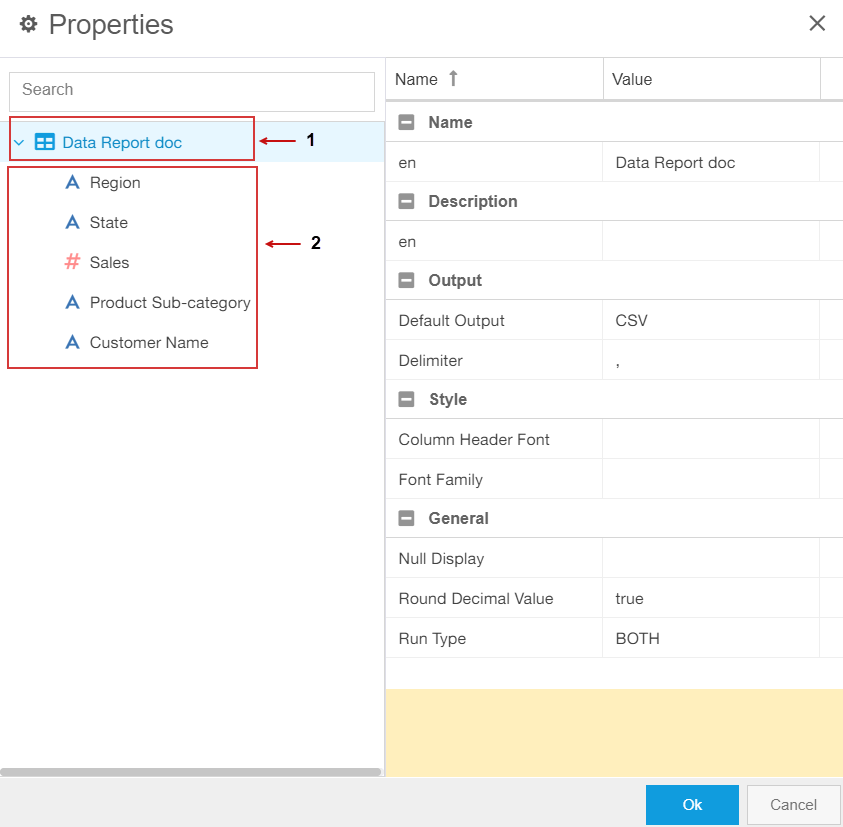 Properties
Search
Data Report doc
1
Region
State
Sales
Product Sub-category
Customer Name
2
Name Value
Name
en Data Report doc
Description
en
Output
Default Output CSV
Delimiter ,
Style
Column Header Font
Font Family
General
Null Display
Round Decimal Value true
Run Type BOTH
Ok Cancel